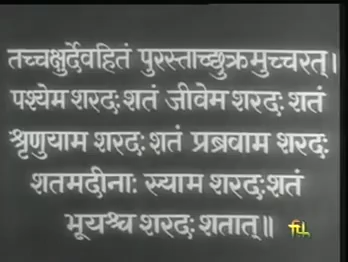 तच्चक्षुर्देवहितं पुरस्ताच्छुक्रमुच्चरत्।
पश्येम शरदः शतं जीवेम शरदः शतं
श्रृणुयाम शरदः शतं प्रब्रवाम शरदः
शतमदीनाः स्याम शरदः शतं
भूयश्च शरदः शतात्॥